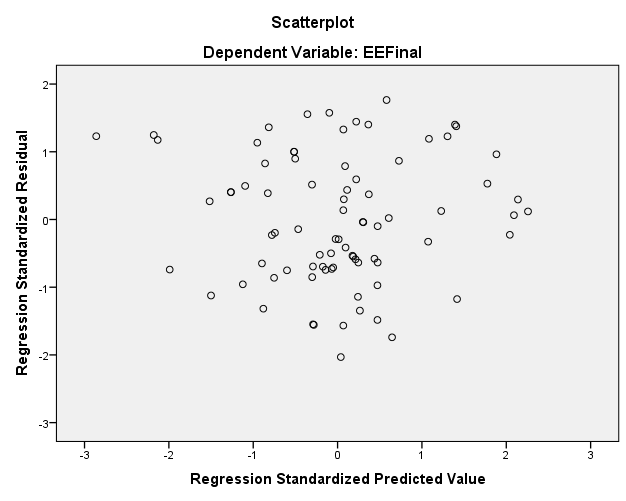 Scatterplot
Dependent Variable: EEFinal
Regression Standardized Residual
2
1
0
-1
-2
-3
-3 -2 -1 0 1 2 3
Regression Standardized Predicted Value